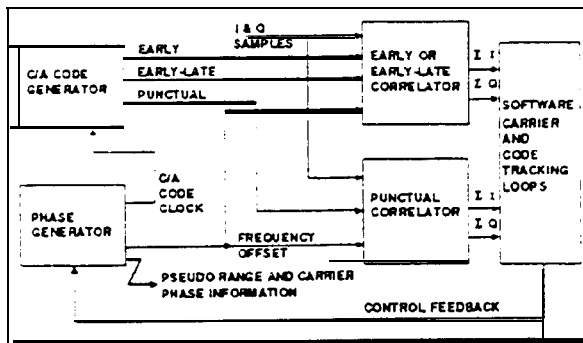 I & Q
SAMPLES
EARLY
EARLY-LATE
PUNCTUAL
C/A CODE
GENERATOR
EARLY OR
EARLY-LATE
CORRELATOR
Σ I
Σ Q
SOFTWARE
CARRIER
AND
CODE
TRACKING
LOOPS
C/A
CODE
CLOCK
PHASE
GENERATOR
PUNCTUAL
CORRELATOR
Σ I
Σ Q
FREQUENCY
OFFSET
PSEUDO RANGE AND CARRIER
PHASE INFORMATION
CONTROL FEEDBACK